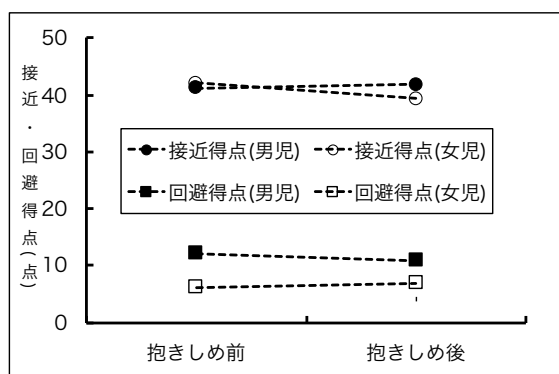 50
40
30
20
10
0
接近・回避得点(点)
接近得点(男児)
接近得点(女児)
回避得点(男児)
回避得点(女児)
抱きしめ前
抱きしめ後